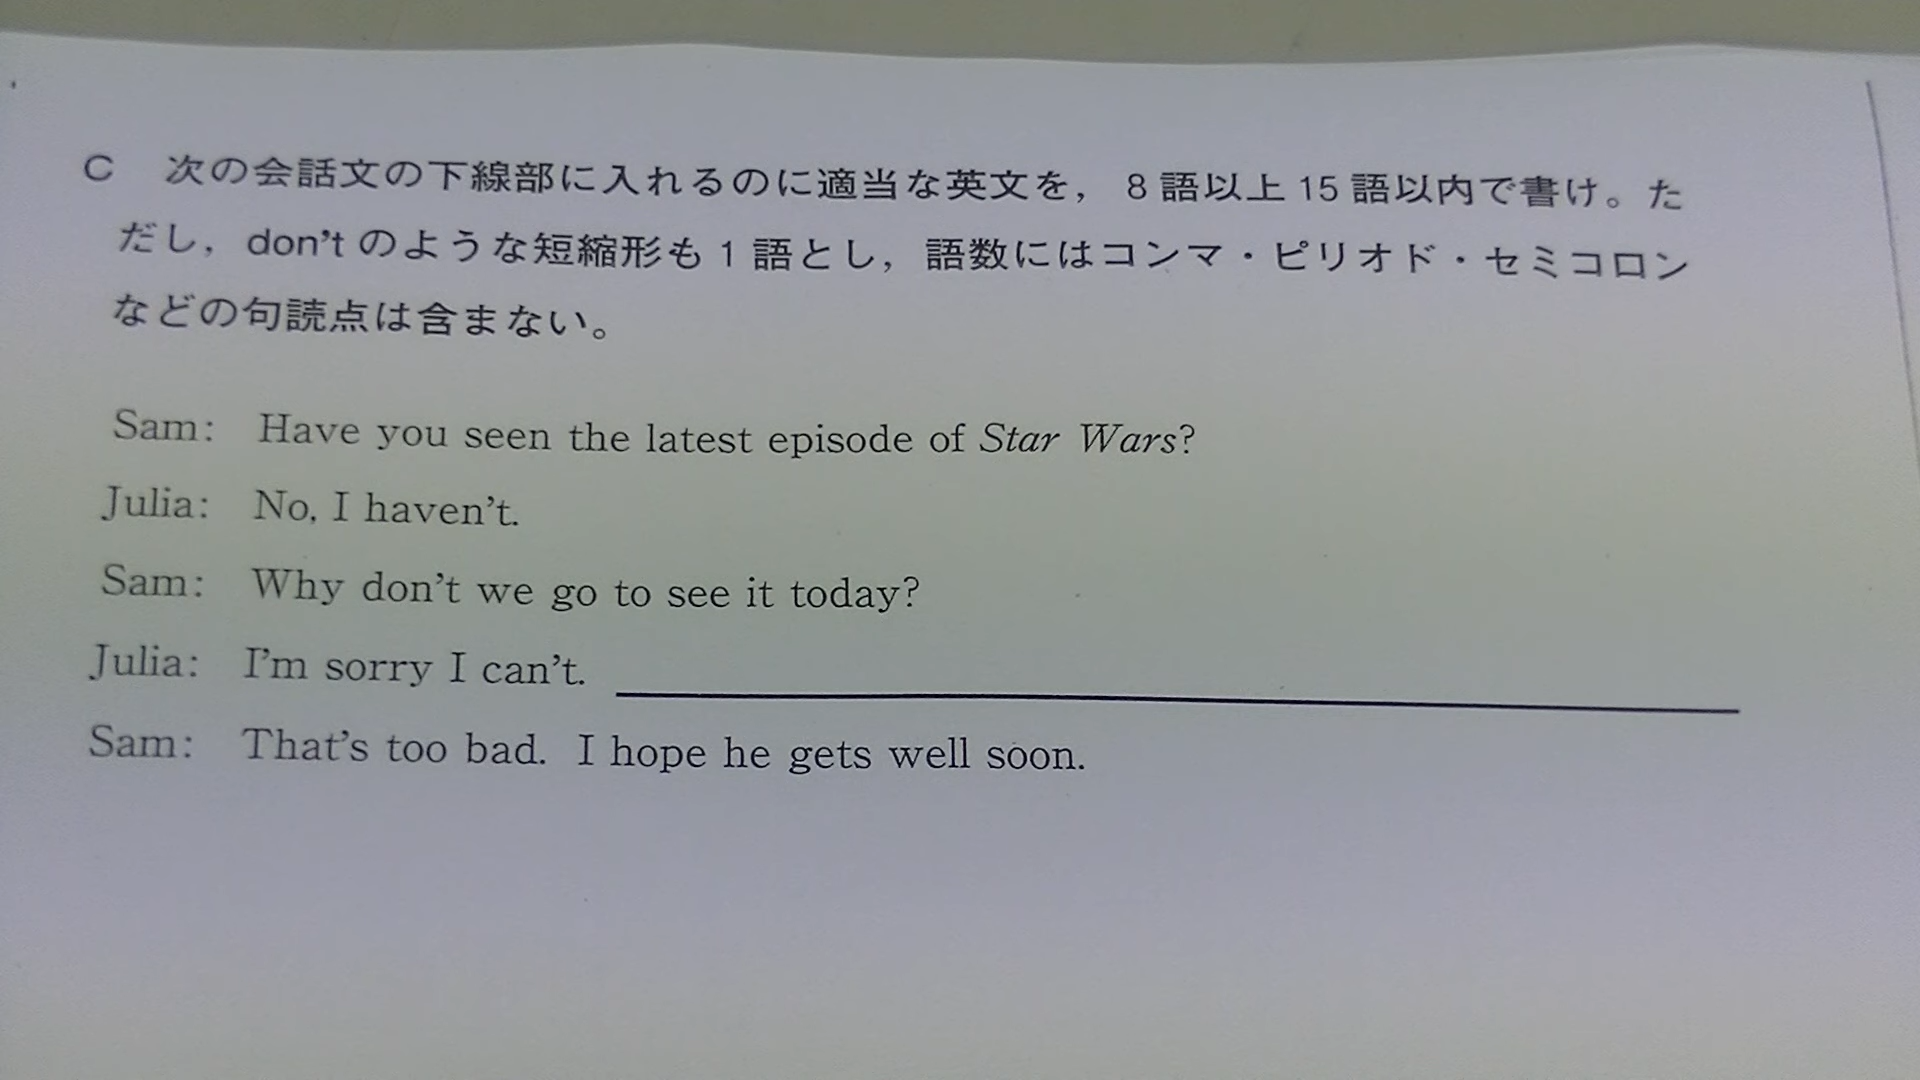 C 次の会話文の下線部に入れるのに適当な英文を，8語以上15語以内で書け。た
だし，don'tのような短縮形も1語とし，語数にはコンマ・ピリオド・セミコロン
などの句読点は含まない。
Sam: Have you seen the latest episode of Star Wars?
Julia: No, I haven't.
Sam: Why don't we go to see it today?
Julia: I'm sorry I can't.
Sam: That's too bad. I hope he gets well soon.